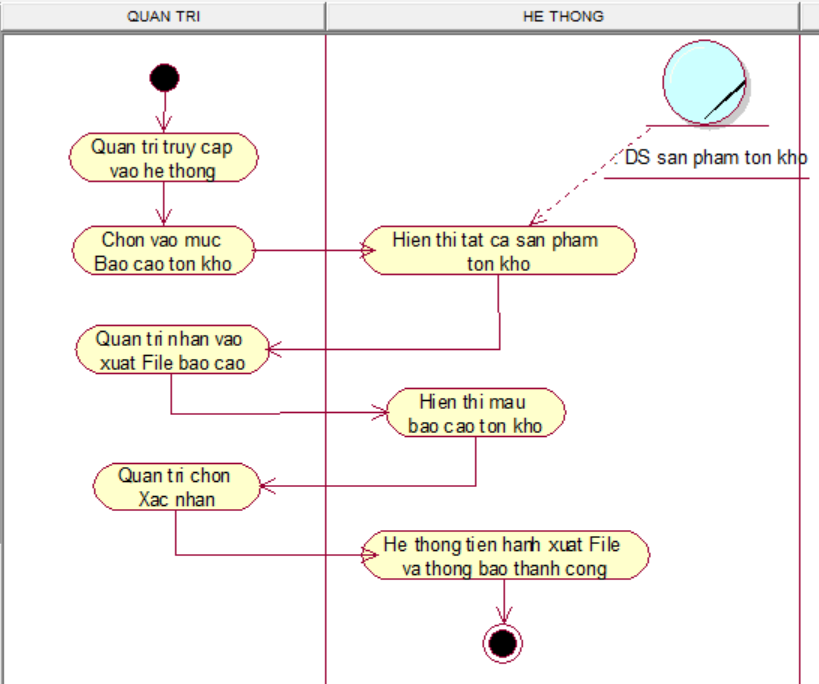 QUAN TRI
HE THONG
DS san pham ton kho
Quan tri truy cap
vao he thong
Chon vao muc
Bao cao ton kho
Hien thi tat ca san pham
ton kho
Quan tri nhan vao
xuat File bao cao
Hien thi mau
bao cao ton kho
Quan tri chon
Xac nhan
He thong tien hanh xuat File
va thong bao thanh cong